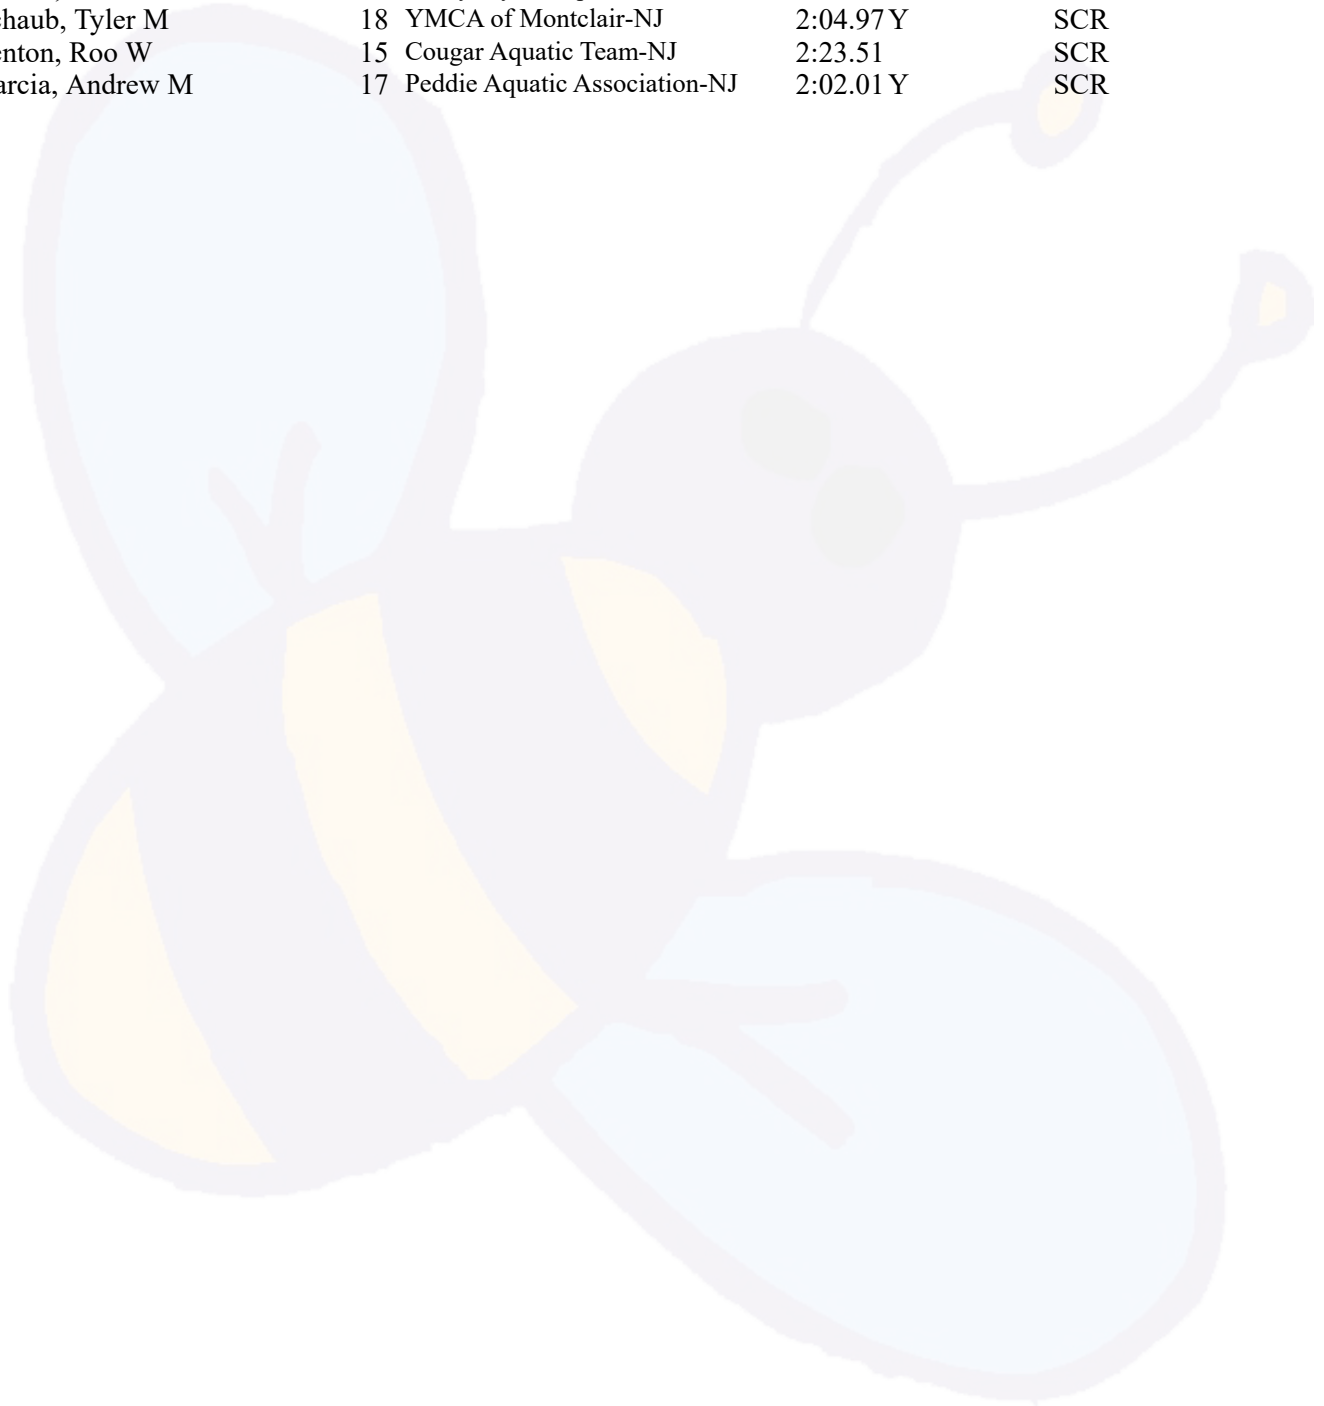 haub, Tyler M 18 YMCA of Montclair-NJ 2:04.97 Y SCR
enton, Roo W 15 Cougar Aquatic Team-NJ 2:23.51 SCR
arcia, Andrew M 17 Peddie Aquatic Association-NJ 2:02.01 Y SCR